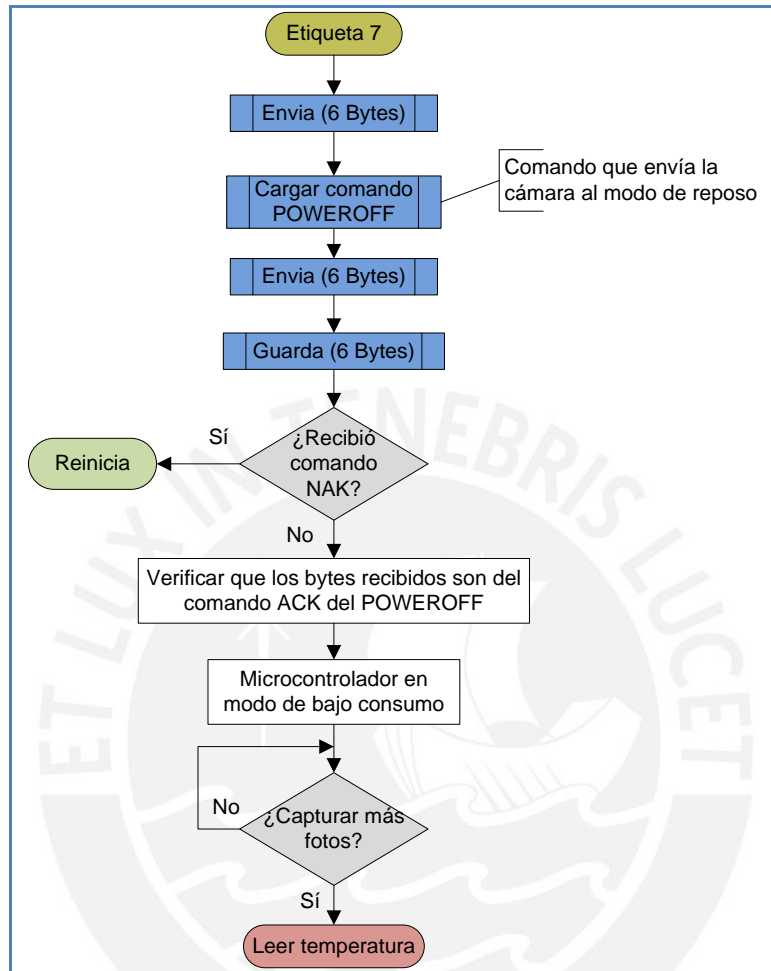 Etiqueta 7
Envia (6 Bytes)
Cargar comando
POWEROFF
Comando que envía la
cámara al modo de reposo
Envia (6 Bytes)
Guarda (6 Bytes)
¿Recibió
comando
NAK?
Sí
Reinicia
No
Verificar que los bytes recibidos son del
comando ACK del POWEROFF
Microcontrolador en
modo de bajo consumo
¿Capturar más
fotos?
No
Sí
Leer temperatura
ET LUX IN TENEBRIS LUCET